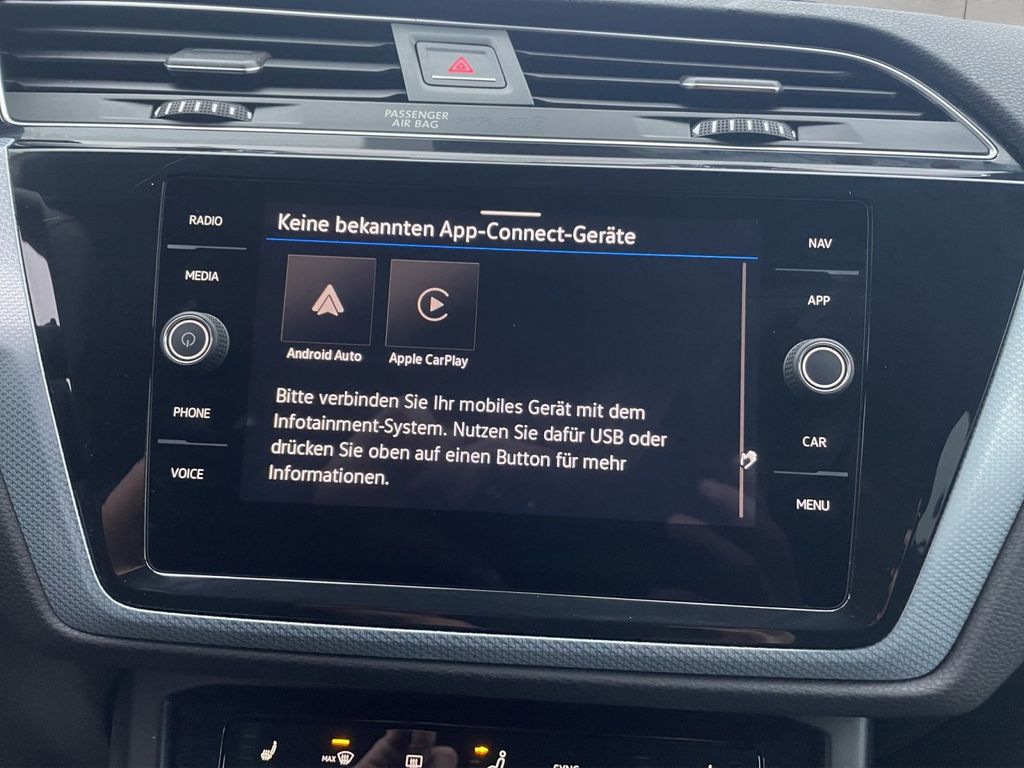 PASSENGER
AIR BAG
RADIO
MEDIA
PHONE
VOICE
Keine bekannten App-Connect-Geräte
Android Auto
Apple CarPlay
Bitte verbinden Sie Ihr mobiles Gerät mit dem
Infotainment-System. Nutzen Sie dafür USB oder
drücken Sie oben auf einen Button für mehr
Informationen.
NAV
APP
CAR
MENU
MAX
SYNC